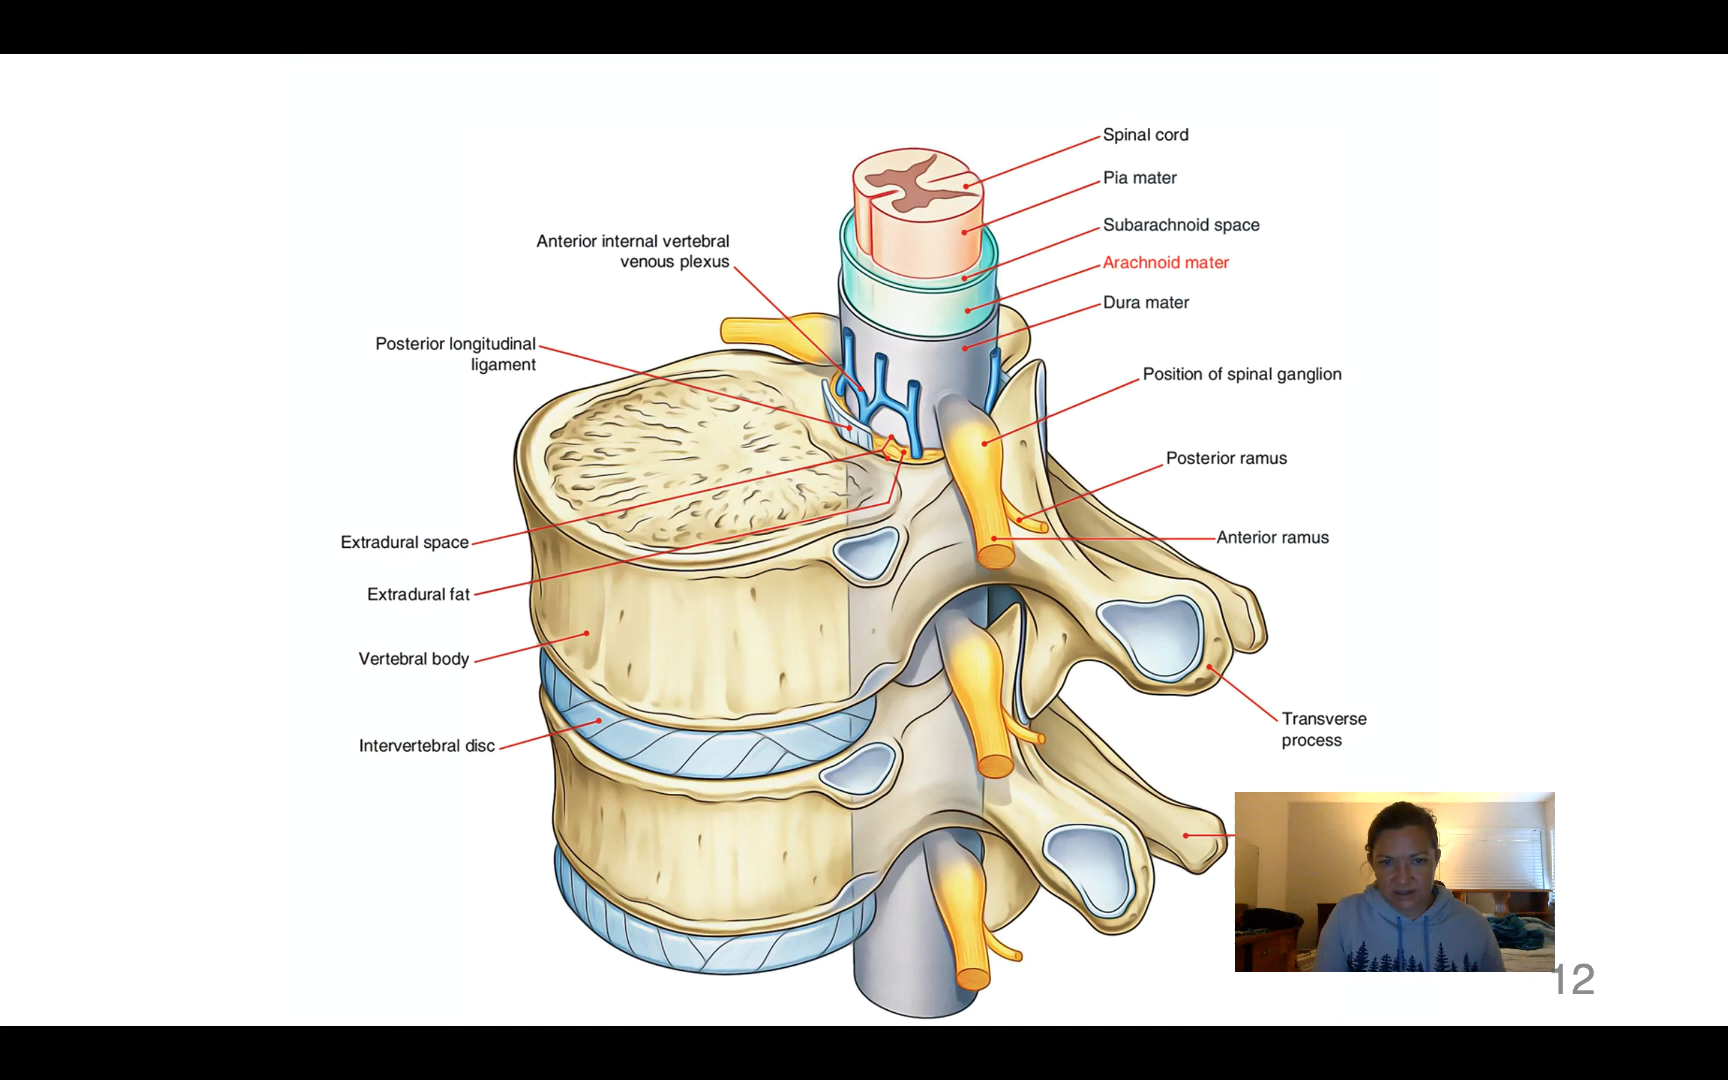 Spinal cord
Pia mater
Subarachnoid space
Arachnoid mater
Dura mater
Anterior internal vertebral
venous plexus
Posterior longitudinal
ligament
Position of spinal ganglion
Posterior ramus
Anterior ramus
Extradural space
Extradural fat
Vertebral body
Intervertebral disc
Transverse
process
12